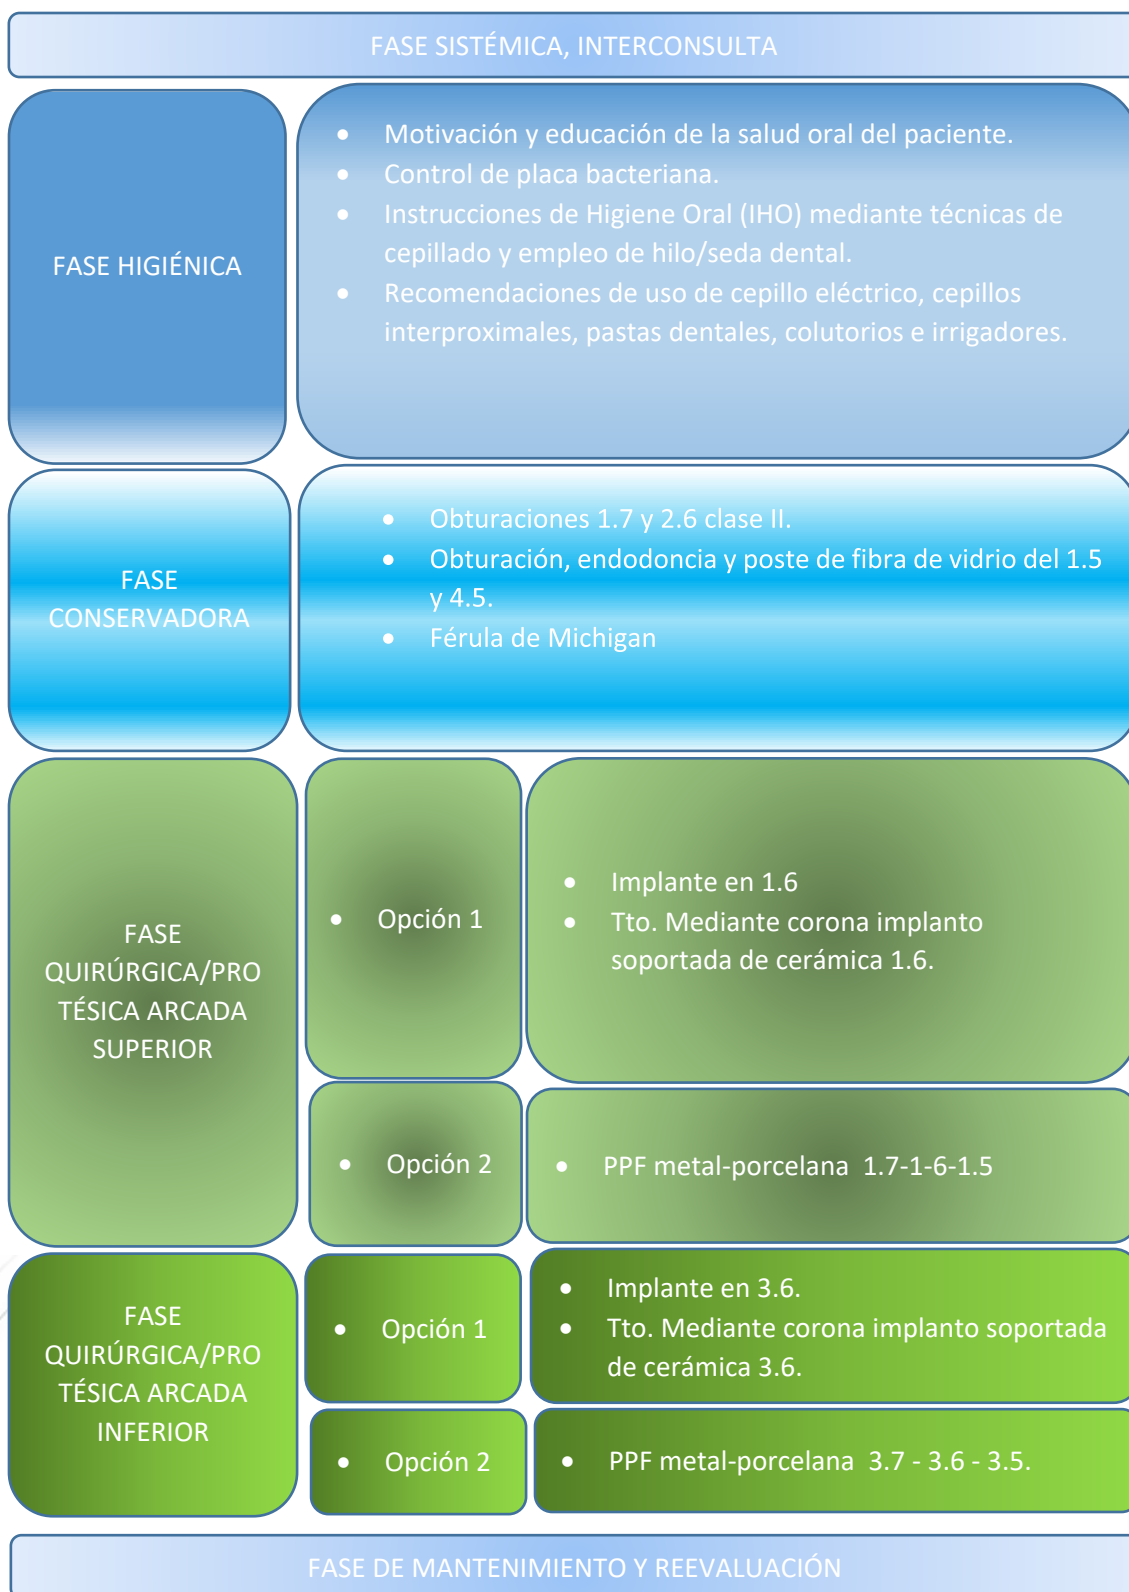 FASE SISTÉMICA, INTERCONSULTA
FASE HIGIÉNICA
• Motivación y educación de la salud oral del paciente.
• Control de placa bacteriana.
• Instrucciones de Higiene Oral (IHO) mediante técnicas de
cepillado y empleo de hilo/seda dental.
• Recomendaciones de uso de cepillo eléctrico, cepillos
interproximales, pastas dentales, colutorios e irrigadores.
FASE
CONSERVADORA
• Obturaciones 1.7 y 2.6 clase II.
• Obturación, endodoncia y poste de fibra de vidrio del 1.5
y 4.5.
• Férula de Michigan
FASE
QUIRÚRGICA/PRO
TÉSICA ARCADA
SUPERIOR
• Opción 1
• Implante en 1.6
• Tto. Mediante corona implanto
soportada de cerámica 1.6.
• Opción 2
• PPF metal-porcelana 1.7-1-6-1.5
FASE
QUIRÚRGICA/PRO
TÉSICA ARCADA
INFERIOR
• Opción 1
• Implante en 3.6.
• Tto. Mediante corona implanto soportada
de cerámica 3.6.
• Opción 2
• PPF metal-porcelana 3.7 - 3.6 - 3.5.
FASE DE MANTENIMIENTO Y REEVALUACIÓN